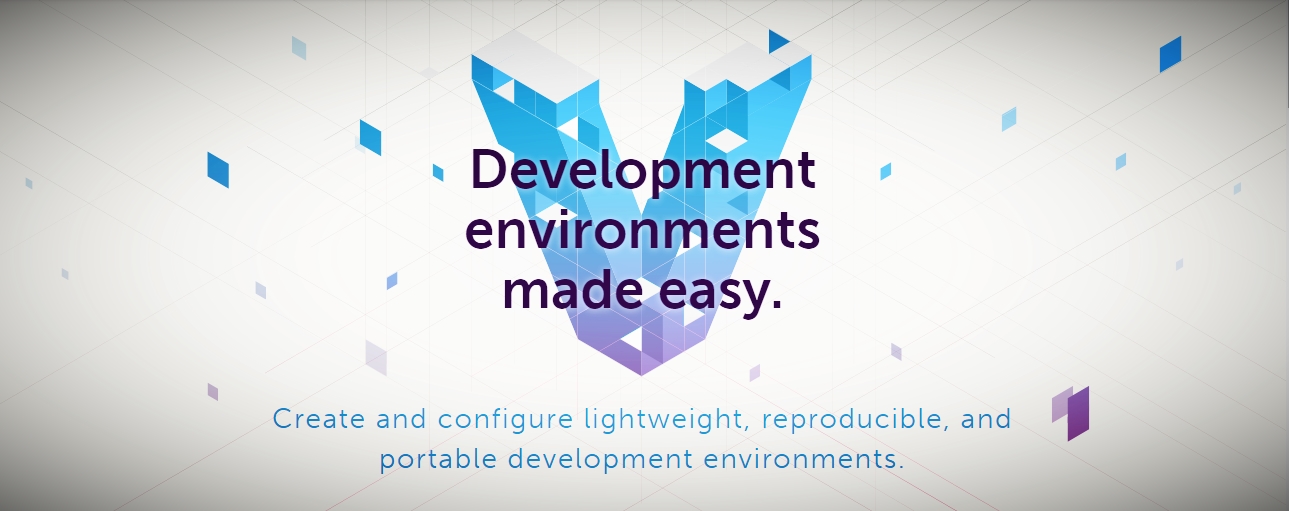 Development
environments
made easy.
Create and configure lightweight, reproducible, and
portable development environments.